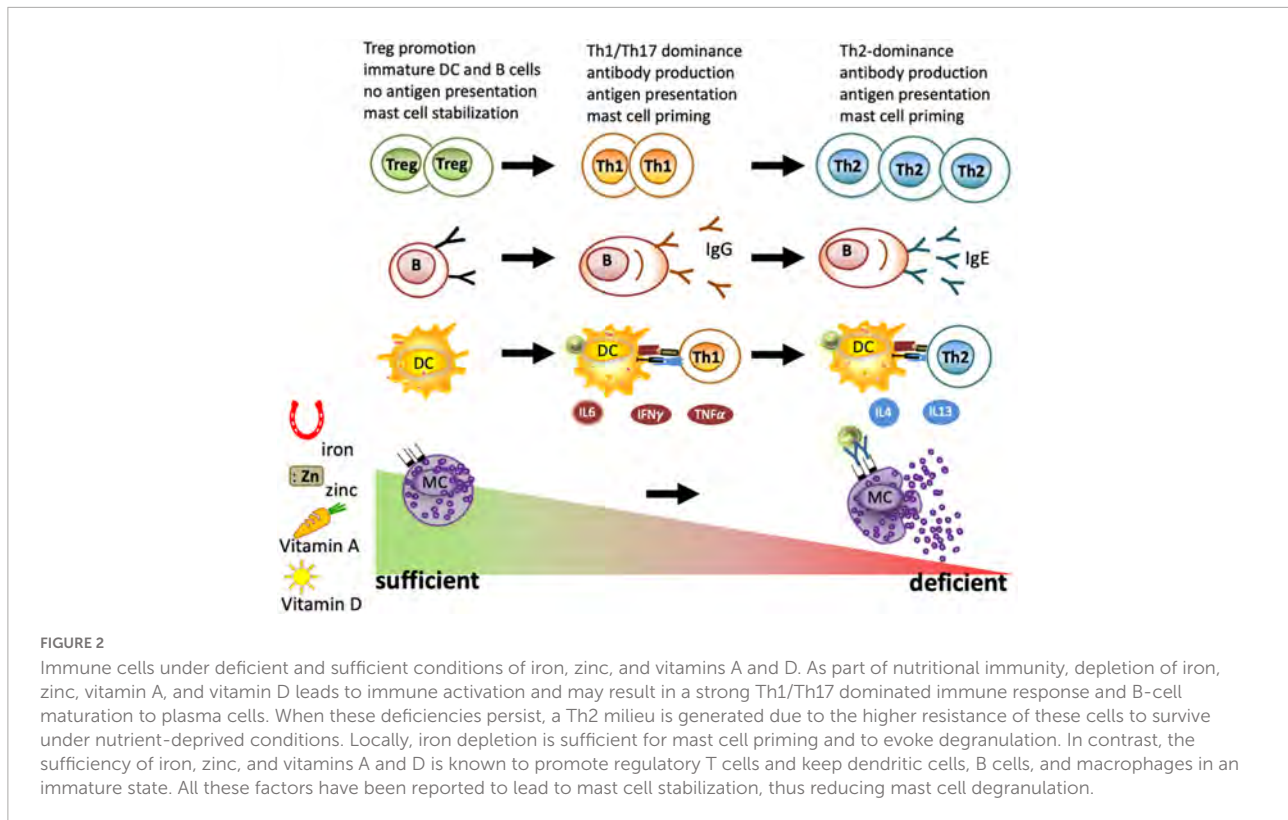 Treg promotion
immature DC and B cells
no antigen presentation
mast cell stabilization
Th1/Th17 dominance
antibody production
antigen presentation
mast cell priming
Th2-dominance
antibody production
antigen presentation
mast cell priming
Treg Treg
Th1 Th1
Th2 Th2 Th2
B
B IgG
B IgE
DC
DC Th1
DC Th2
IL6 IFNγ TNFα
IL4 IL13
iron
Zn
zinc
Vitamin A
Vitamin D
MC
MC
sufficient
deficient
FIGURE 2
Immune cells under deficient and sufficient conditions of iron, zinc, and vitamins A and D. As part of nutritional immunity, depletion of iron,
zinc, vitamin A, and vitamin D leads to immune activation and may result in a strong Th1/Th17 dominated immune response and B-cell
maturation to plasma cells. When these deficiencies persist, a Th2 milieu is generated due to the higher resistance of these cells to survive
under nutrient-deprived conditions. Locally, iron depletion is sufficient for mast cell priming and to evoke degranulation. In contrast, the
sufficiency of iron, zinc, and vitamins A and D is known to promote regulatory T cells and keep dendritic cells, B cells, and macrophages in an
immature state. All these factors have been reported to lead to mast cell stabilization, thus reducing mast cell degranulation.